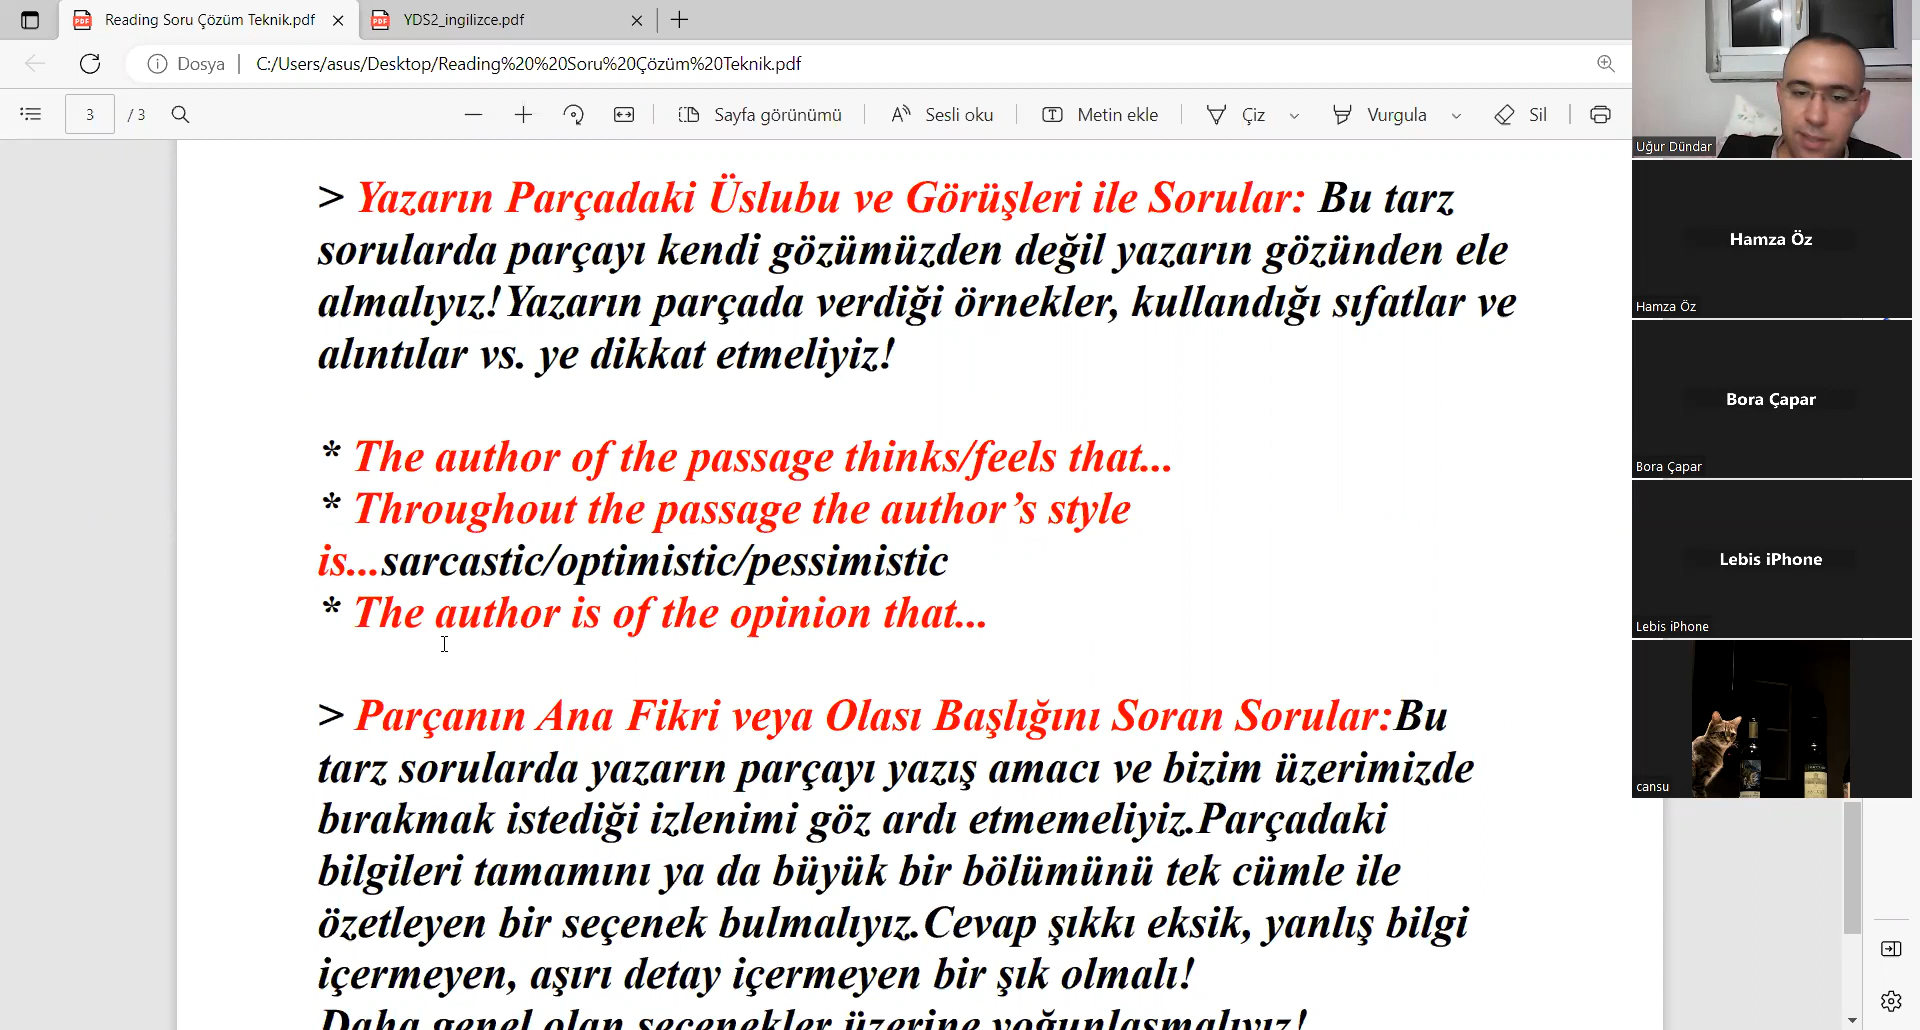 Reading Soru Çözüm Teknik.pdf
YDS2_ingilizce.pdf
Dosya
C:/Users/asus/Desktop/Reading%20%20Soru%20Çözüm%20Teknik.pdf
3 / 3
Sayfa görünümü
Sesli oku
Metin ekle
Çiz
Vurgula
Sil
> Yazarın Parçadaki Üslubu ve Görüşleri ile Sorular: Bu tarz
sorularda parçayı kendi gözümüzden değil yazarın gözünden ele
almalıyız!Yazarın parçada verdiği örnekler, kullandığı sıfatlar ve
alıntılar vs. ye dikkat etmeliyiz!
* The author of the passage thinks/feels that...
* Throughout the passage the author’s style
is...sarcastic/optimistic/pessimistic
* The author is of the opinion that...
> Parçanın Ana Fikri veya Olası Başlığını Soran Sorular:Bu
tarz sorularda yazarın parçayı yazış amacı ve bizim üzerimizde
bırakmak istediği izlenimi göz ardı etmemeliyiz.Parçadaki
bilgileri tamamını ya da büyük bir bölümünü tek cümle ile
özetleyen bir seçenek bulmalıyız.Cevap şıkkı eksik, yanlış bilgi
içermeyen, aşırı detay içermeyen bir şık olmalı!
Daha genel olan seçenekler üzerine yoğunlaşmalıyız!
Uğur Dündar
Hamza Öz
Hamza Öz
Bora Çapar
Bora Çapar
Lebis iPhone
Lebis iPhone
cansu